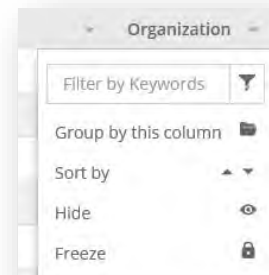 Organization
Filter by Keywords
Group by this column
Sort by
Hide
Freeze